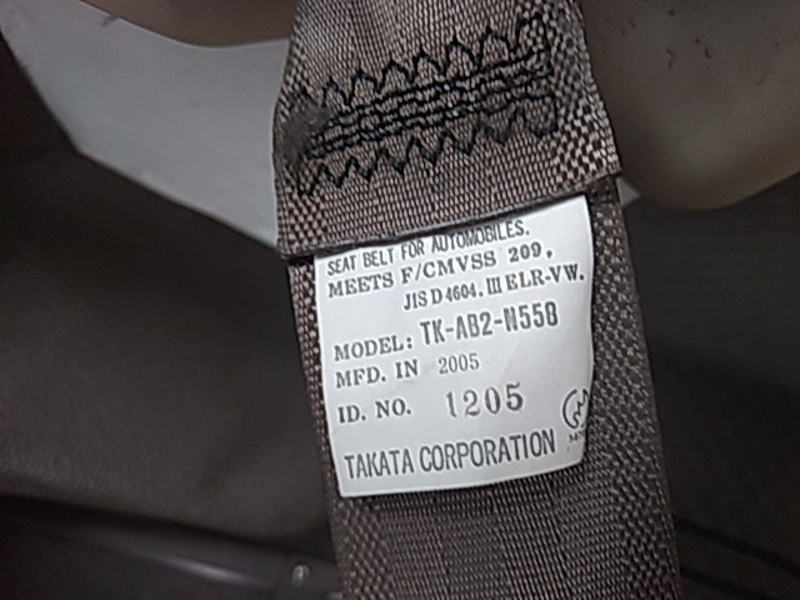 SEAT BELT FOR AUTOMOBILES.
MEETS F/CMVSS 209,
JIS D 4604. III ELR-VW.
MODEL: TK-AB2-N558
MFD. IN 2005
ID. NO. 1205
TAKATA CORPORATION